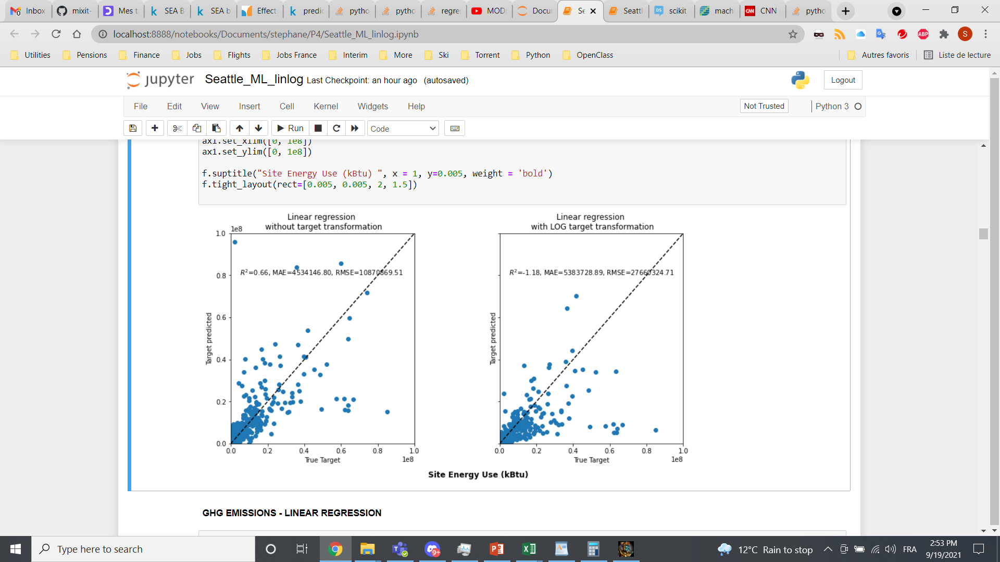 Inbox
mixit-
Mes t
SEA B
SEA b
Effect
predic
pytho
pytho
regre
MOD
Docu
Se
Seattl
scikit
mach
CNN
pytho
localhost:8888/notebooks/Documents/stephane/P4/Seattle_ML_linlog.ipynb
Utilities Pensions Finance Jobs Flights Jobs France Interim More Ski Torrent Python OpenClass Autres favoris Liste de lecture
jupyter Seattle_ML_linlog Last Checkpoint: an hour ago (autosaved) Logout
File Edit View Insert Cell Kernel Widgets Help Not Trusted Python 3
Run Code
ax1.set_xlim([0, 1e8])
ax1.set_ylim([0, 1e8])
f.suptitle("Site Energy Use (kBtu) ", x = 1, y=0.005, weight = 'bold')
f.tight_layout(rect=[0.005, 0.005, 2, 1.5])
Linear regression
without target transformation
1e8
1.0
R²=0.66, MAE=4534146.80, RMSE=10870869.51
0.8
0.6
Target predicted
0.4
0.2
0.0
0.0 0.2 0.4 0.6 0.8 1.0
True Target
1e8
Linear regression
with LOG target transformation
R²=-1.18, MAE=5383728.89, RMSE=27660324.71
Target predicted
0.0 0.2 0.4 0.6 0.8 1.0
True Target
1e8
Site Energy Use (kBtu)
GHG EMISSIONS - LINEAR REGRESSION
Type here to search
9+
12°C Rain to stop
FRA
2:53 PM
9/19/2021